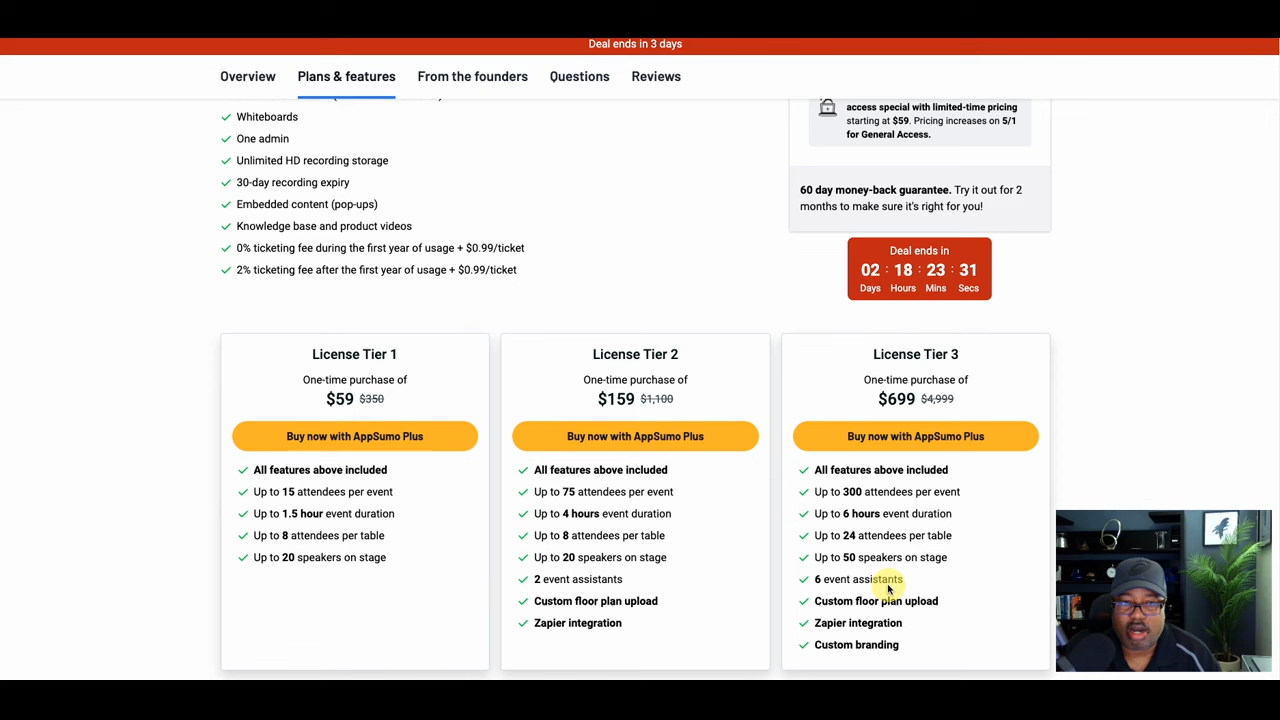 Deal ends in 3 days
Overview
Plans & features
From the founders
Questions
Reviews
Whiteboards
One admin
Unlimited HD recording storage
30-day recording expiry
Embedded content (pop-ups)
Knowledge base and product videos
0% ticketing fee during the first year of usage + $0.99/ticket
2% ticketing fee after the first year of usage + $0.99/ticket
access special with limited-time pricing
starting at $59. Pricing increases on 5/1
for General Access.
60 day money-back guarantee. Try it out for 2
months to make sure it's right for you!
Deal ends in
02 : 18 : 23 : 31
Days Hours Mins Secs
License Tier 1
One-time purchase of
$59 $350
Buy now with AppSumo Plus
All features above included
Up to 15 attendees per event
Up to 1.5 hour event duration
Up to 8 attendees per table
Up to 20 speakers on stage
License Tier 2
One-time purchase of
$159 $1,100
Buy now with AppSumo Plus
All features above included
Up to 75 attendees per event
Up to 4 hours event duration
Up to 8 attendees per table
Up to 20 speakers on stage
2 event assistants
Custom floor plan upload
Zapier integration
License Tier 3
One-time purchase of
$699 $4,999
Buy now with AppSumo Plus
All features above included
Up to 300 attendees per event
Up to 6 hours event duration
Up to 24 attendees per table
Up to 50 speakers on stage
6 event assistants
Custom floor plan upload
Zapier integration
Custom branding